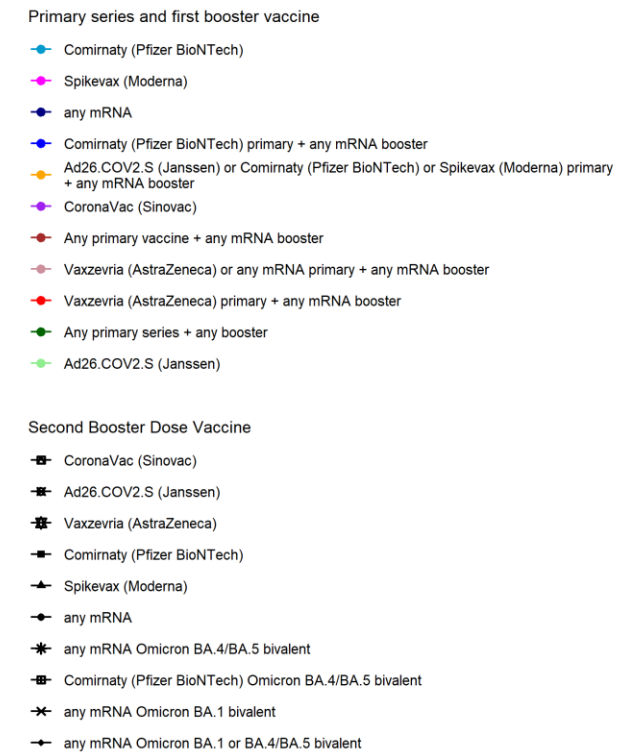 Primary series and first booster vaccine
Comirnaty (Pfizer BioNTech)
Spikevax (Moderna)
any mRNA
Comirnaty (Pfizer BioNTech) primary + any mRNA booster
Ad26.COV2.S (Janssen) or Comirnaty (Pfizer BioNTech) or Spikevax (Moderna) primary
+ any mRNA booster
CoronaVac (Sinovac)
Any primary vaccine + any mRNA booster
Vaxzevria (AstraZeneca) or any mRNA primary + any mRNA booster
Vaxzevria (AstraZeneca) primary + any mRNA booster
Any primary series + any booster
Ad26.COV2.S (Janssen)
Second Booster Dose Vaccine
CoronaVac (Sinovac)
Ad26.COV2.S (Janssen)
Vaxzevria (AstraZeneca)
Comirnaty (Pfizer BioNTech)
Spikevax (Moderna)
any mRNA
any mRNA Omicron BA.4/BA.5 bivalent
Comirnaty (Pfizer BioNTech) Omicron BA.4/BA.5 bivalent
any mRNA Omicron BA.1 bivalent
any mRNA Omicron BA.1 or BA.4/BA.5 bivalent